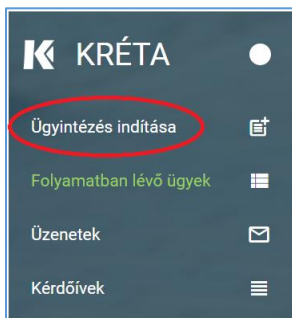 KRÉTA
Ügyintézés indítása
Folyamatban lévő ügyek
Üzenetek
Kérdőívek